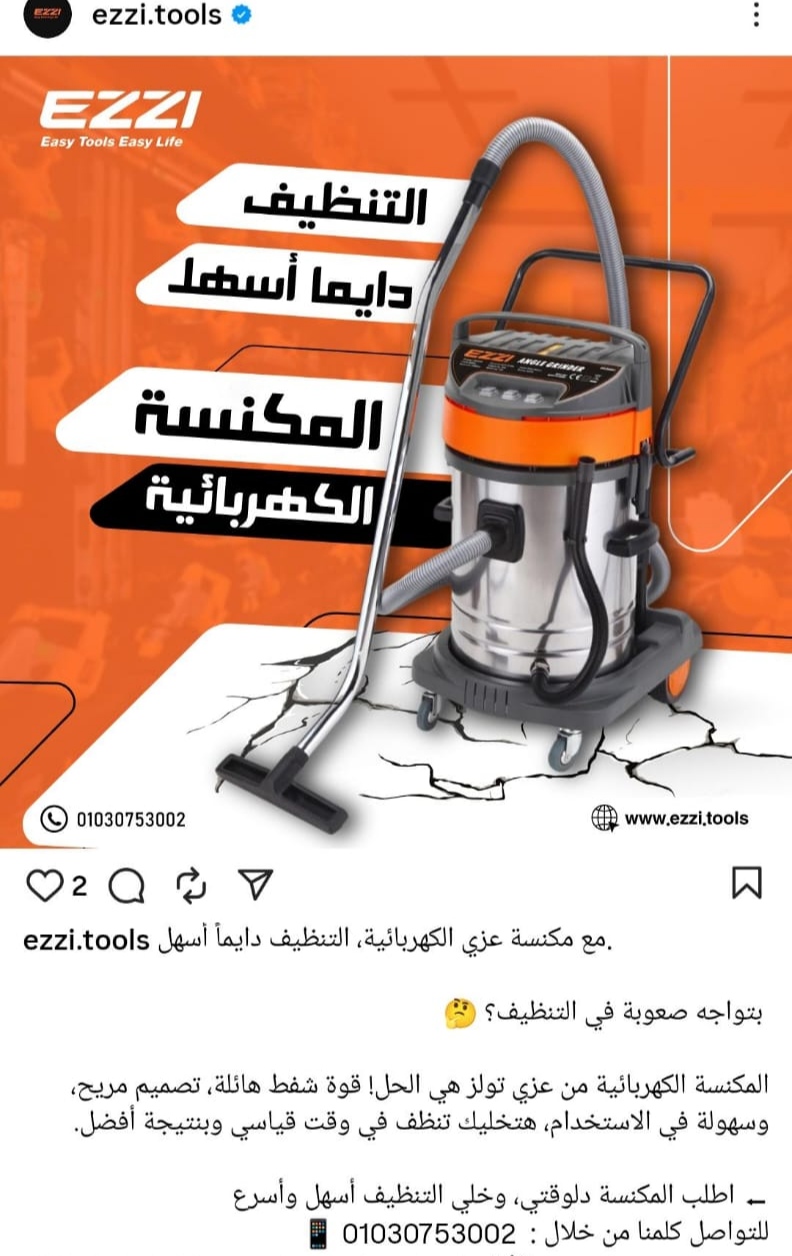 ezzi.tools
EZZI
Easy Tools Easy Life
التنظيف
دايما أسهل
المكنسة
الكهربائية
EZZI ANGLE GRINDER
01030753002
www.ezzi.tools
2
ezzi.tools مع مكنسة عزي الكهربائية، التنظيف دايماً أسهل.
بتواجه صعوبة في التنظيف؟ 🤔
المكنسة الكهربائية من عزي تولز هي الحل! قوة شفط هائلة، تصميم مريح،
وسهولة في الاستخدام، هتخليك تنظف في وقت قياسي وبنتيجة أفضل.
ـ اطلب المكنسة دلوقتي، وخلي التنظيف أسهل وأسرع
للتواصل كلمنا من خلال : 01030753002 📱